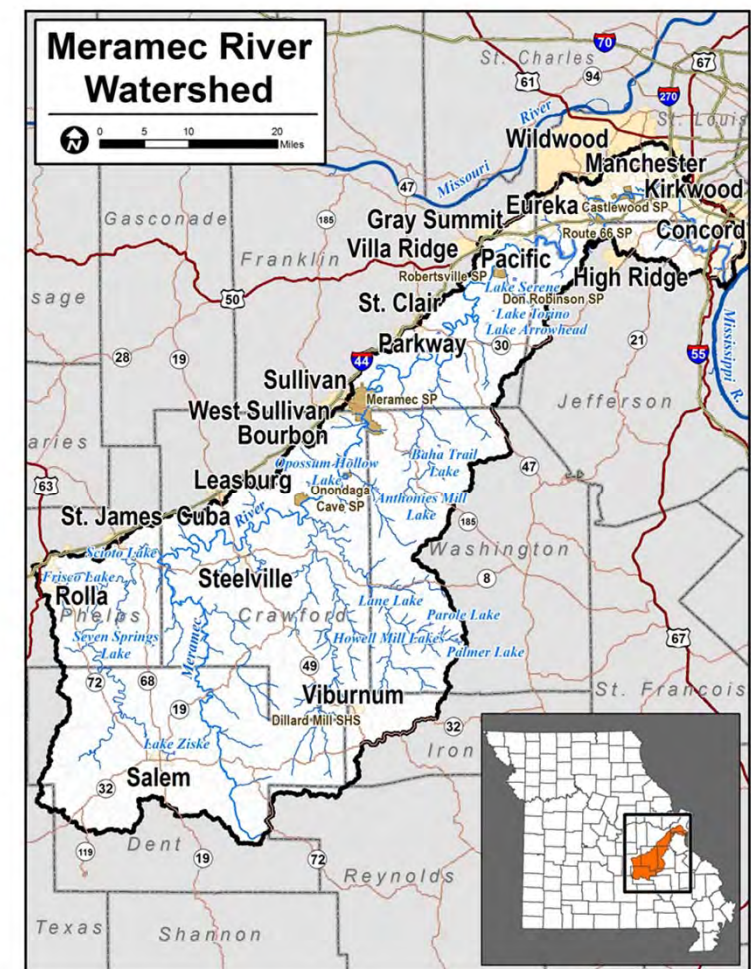 Meramec River
Watershed
0 5 10 20
Miles
70
St. Charles
67
94
61
270
St. Louis
River
Wildwood
Manchester
Missouri
47
Kirkwood
Eureka
Castlewood SP
185
Gray Summit
Route 66 SP
Concord
Gasconade
Villa Ridge
Pacific
Franklin
Robertsville SP
High Ridge
Lake Serene
50
St. Clair
Don Robinson SP
Mississippi R.
sage
Lake Torino
Lake Arrowhead
Parkway
30
21
55
28
19
44
Sullivan
Meramec SP
Jefferson
West Sullivan
Bourbon
aries
Opossum Hollow
Lake
Baha Trail
Lake
47
63
Leasburg
Onondaga
Cave SP
Anthonies Mill
Lake
St. James
Cuba
River
185
Scioto Lake
Washington
Frisco Lake
Steelville
8
Rolla
Phelps
Crawford
Lane Lake
Parole Lake
Seven Springs
Lake
Howell Mill Lake
67
Palmer Lake
Meramec
72
68
49
St. Francois
19
Viburnum
Dillard Mill SHS
32
Lake Ziske
Iron
Salem
32
Dent
119
19
72
Reynolds
Texas
Shannon